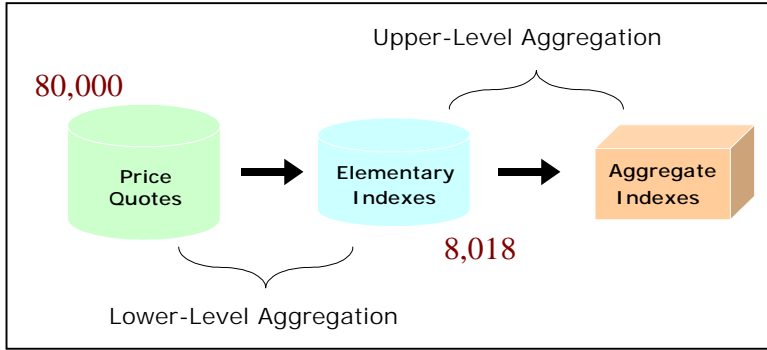 Upper-Level Aggregation
80,000
Price
Quotes
Elementary
Indexes
Aggregate
Indexes
8,018
Lower-Level Aggregation